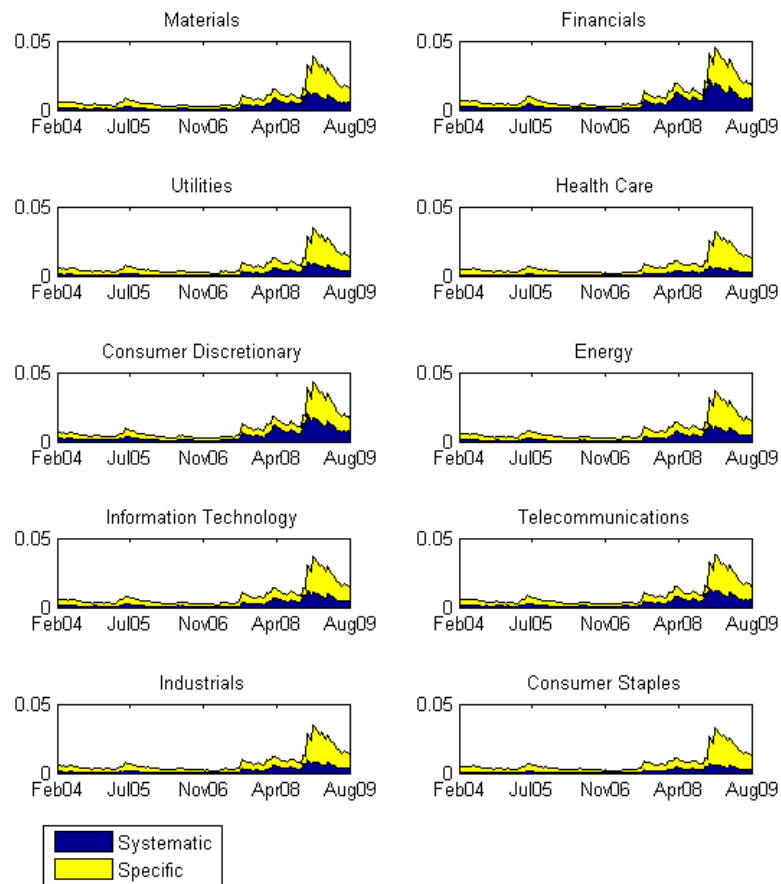 Materials
0.05
0
Feb04 Jul05 Nov06 Apr08 Aug09
Financials
0.05
0
Feb04 Jul05 Nov06 Apr08 Aug09
Utilities
0.05
0
Feb04 Jul05 Nov06 Apr08 Aug09
Health Care
0.05
0
Feb04 Jul05 Nov06 Apr08 Aug09
Consumer Discretionary
0.05
0
Feb04 Jul05 Nov06 Apr08 Aug09
Energy
0.05
0
Feb04 Jul05 Nov06 Apr08 Aug09
Information Technology
0.05
0
Feb04 Jul05 Nov06 Apr08 Aug09
Telecommunications
0.05
0
Feb04 Jul05 Nov06 Apr08 Aug09
Industrials
0.05
0
Feb04 Jul05 Nov06 Apr08 Aug09
Consumer Staples
0.05
0
Feb04 Jul05 Nov06 Apr08 Aug09
Systematic
Specific